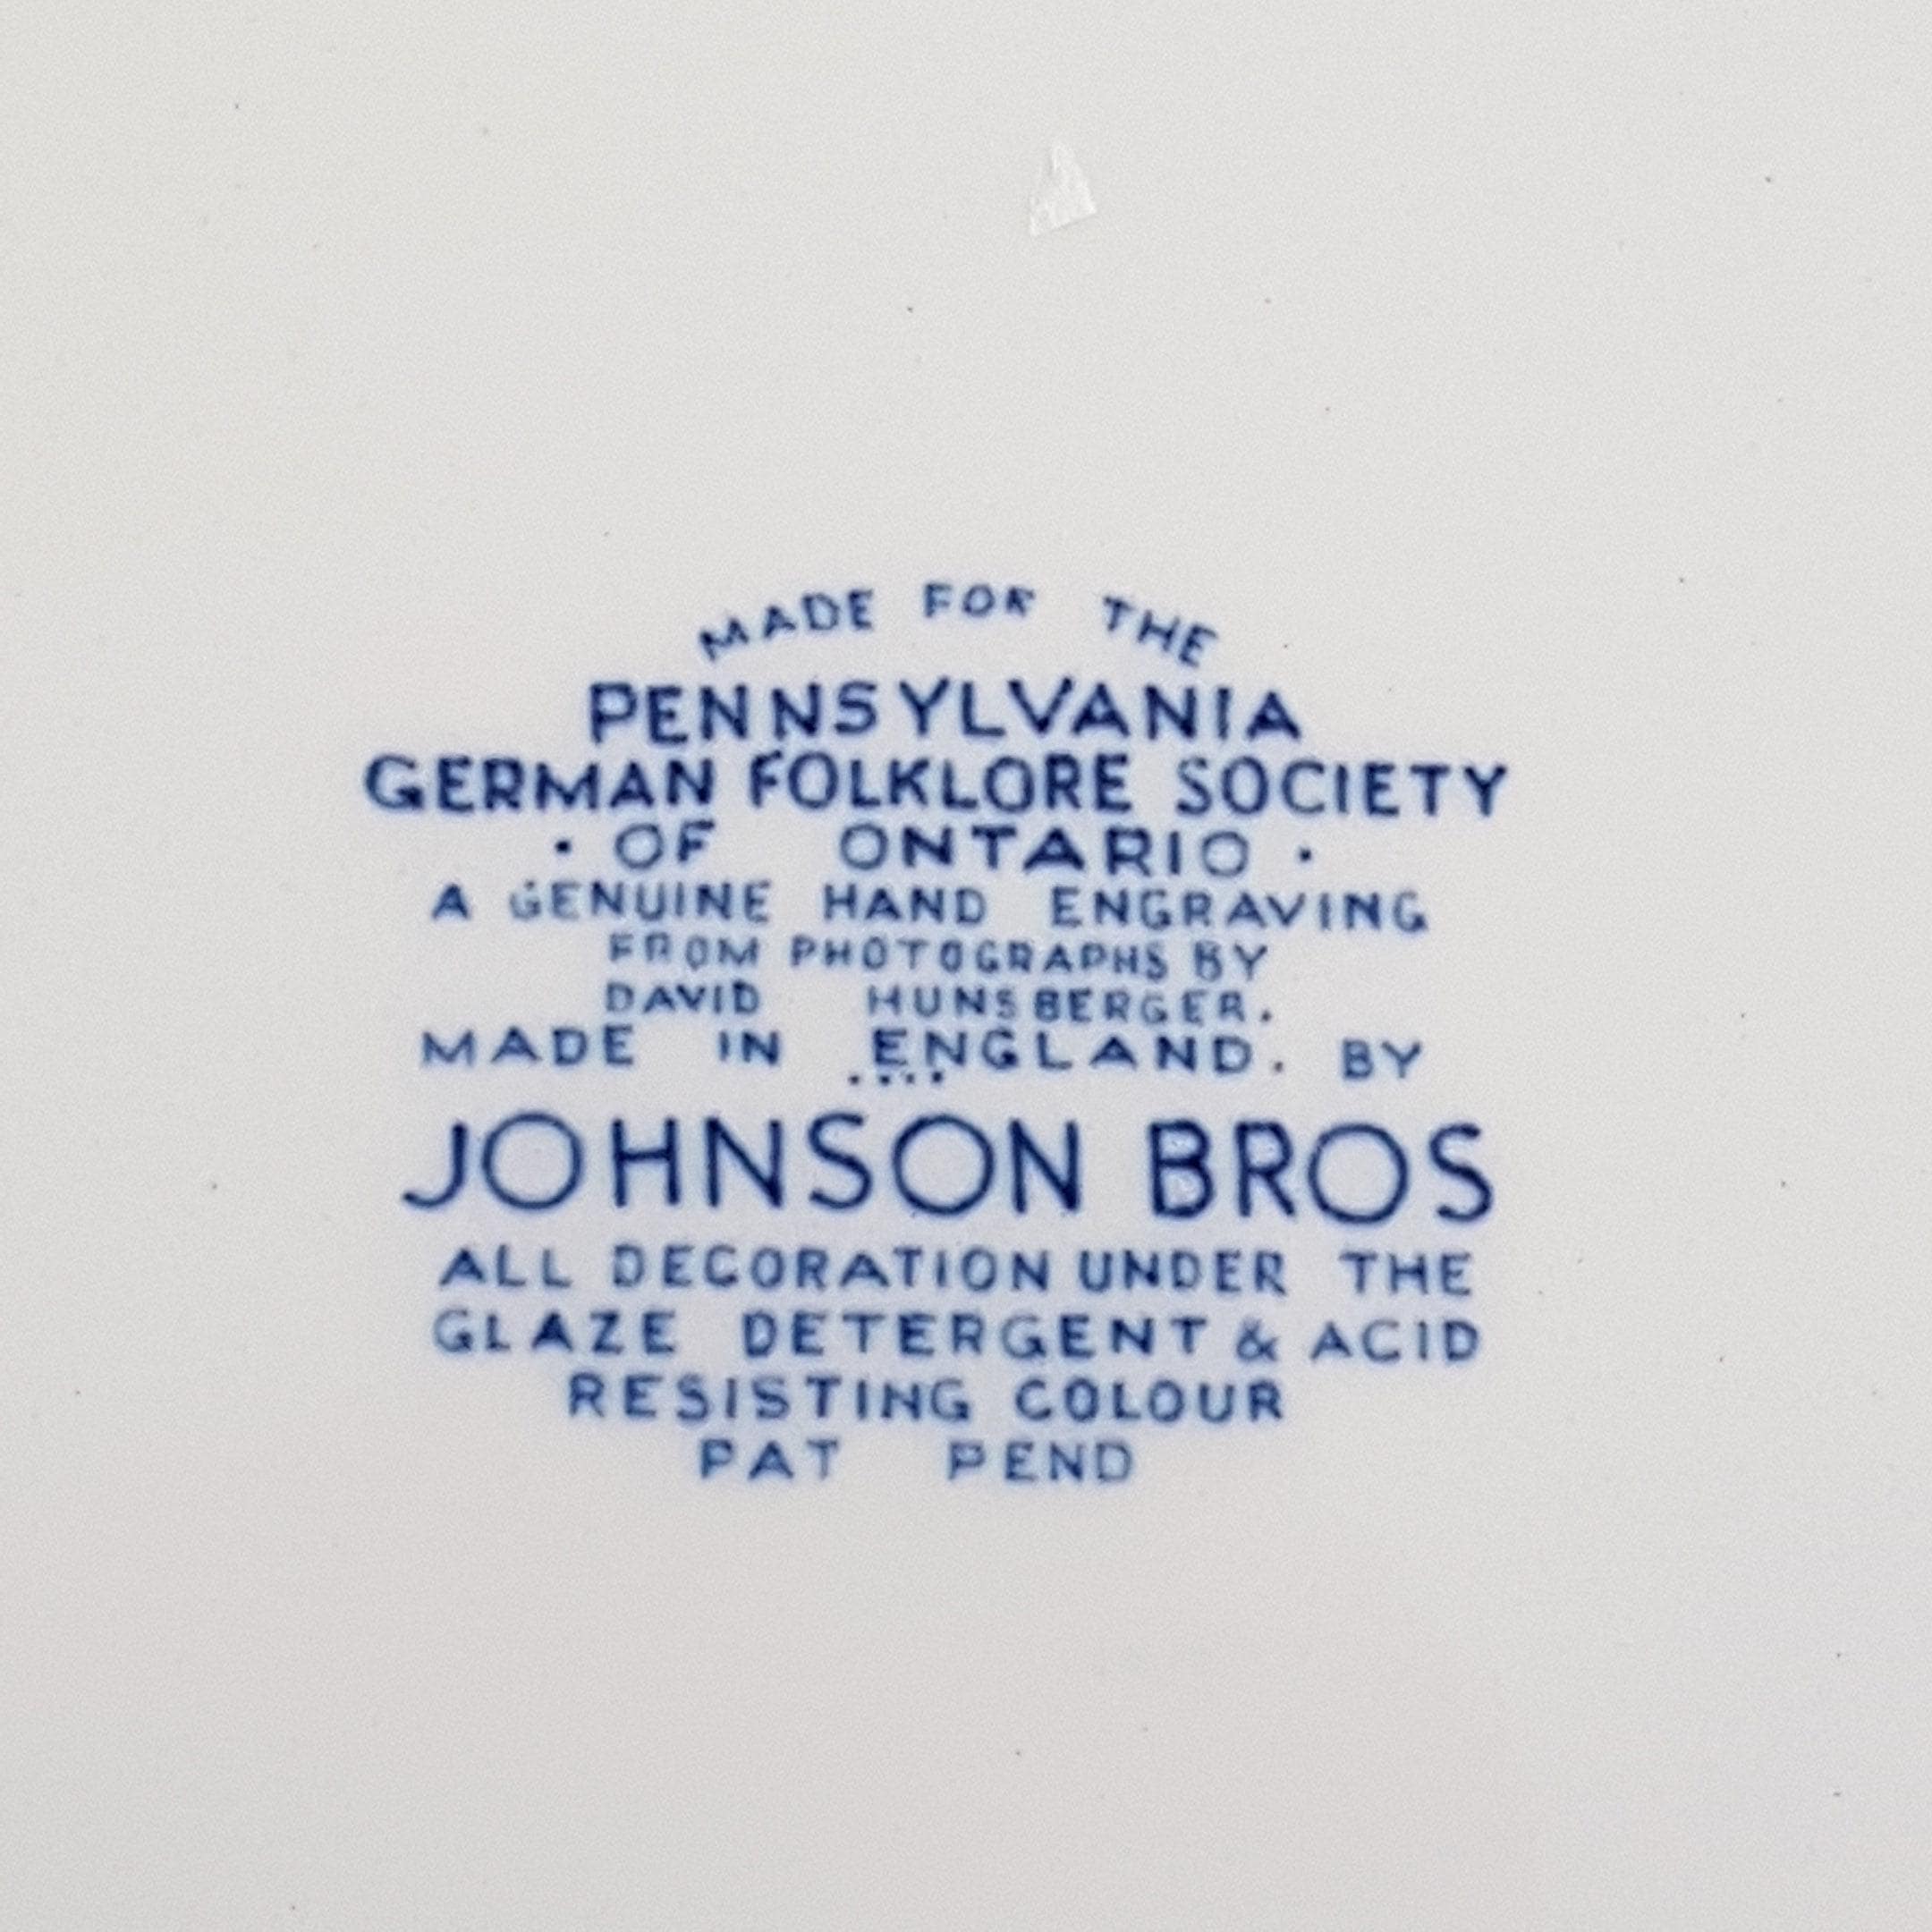 MADE FOR THE
PENNSYLVANIA
GERMAN FOLKLORE SOCIETY
· OF ONTARIO ·
A GENUINE HAND ENGRAVING
FROM PHOTOGRAPHS BY
DAVID HUNSBERGER.
MADE IN ENGLAND. BY
....
JOHNSON BROS
ALL DECORATION UNDER THE
GLAZE DETERGENT & ACID
RESISTING COLOUR
PAT PEND